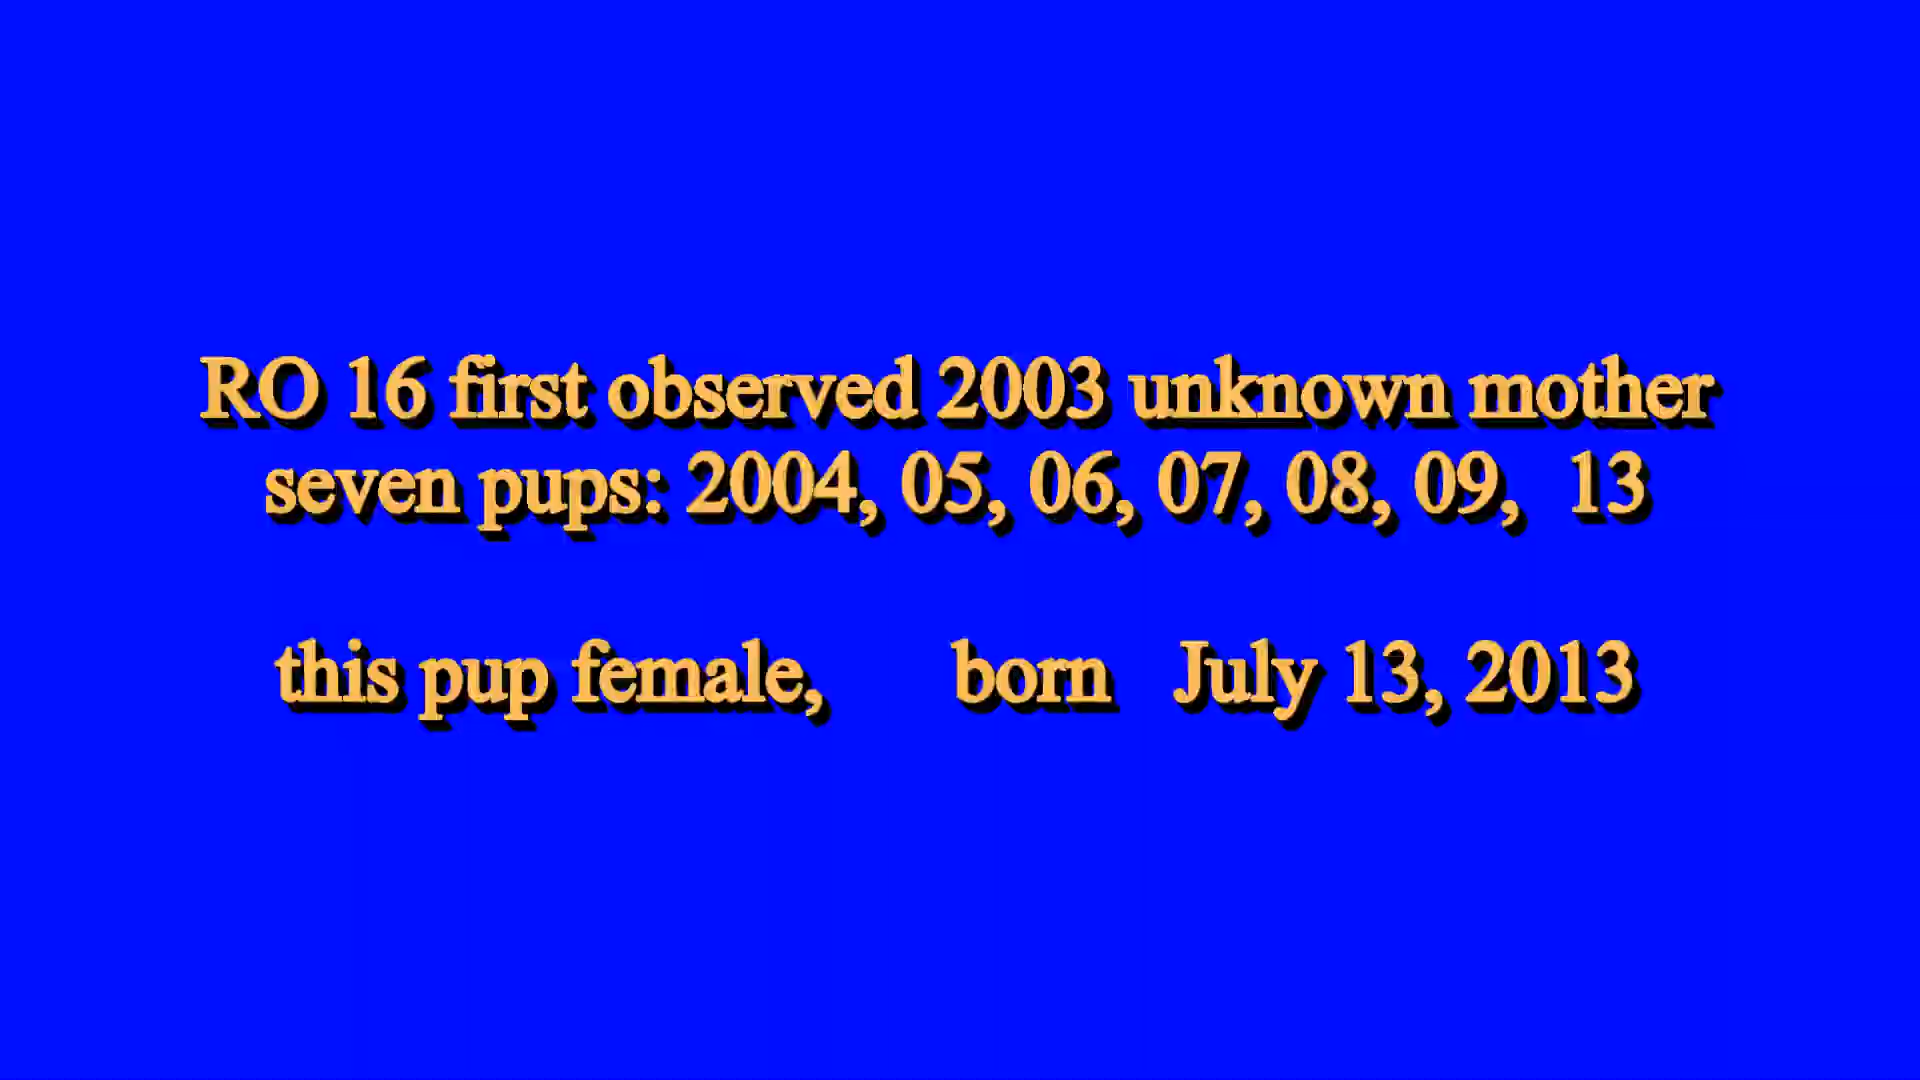 RO 16 first observed 2003 unknown mother
seven pups: 2004, 05, 06, 07, 08, 09, 13
this pup female, born July 13, 2013